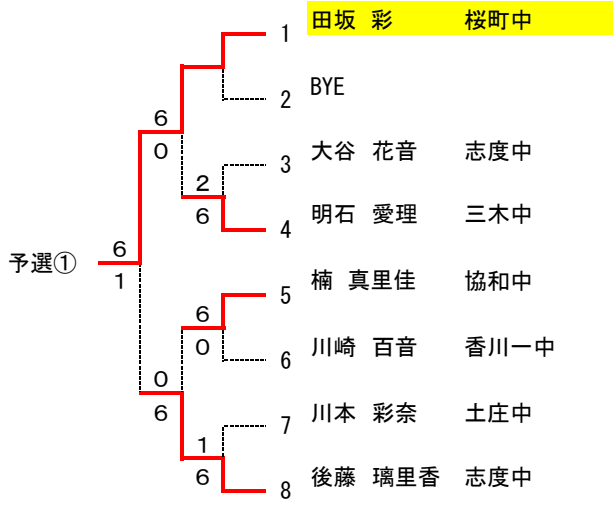 1 田坂 彩 桜町中
2 BYE
6
0
3 大谷 花音 志度中
2
6
4 明石 愛理 三木中
予選①
6
1
5 楠 真里佳 協和中
6
0
6 川崎 百音 香川一中
0
6
7 川本 彩奈 土庄中
1
6
8 後藤 璃里香 志度中